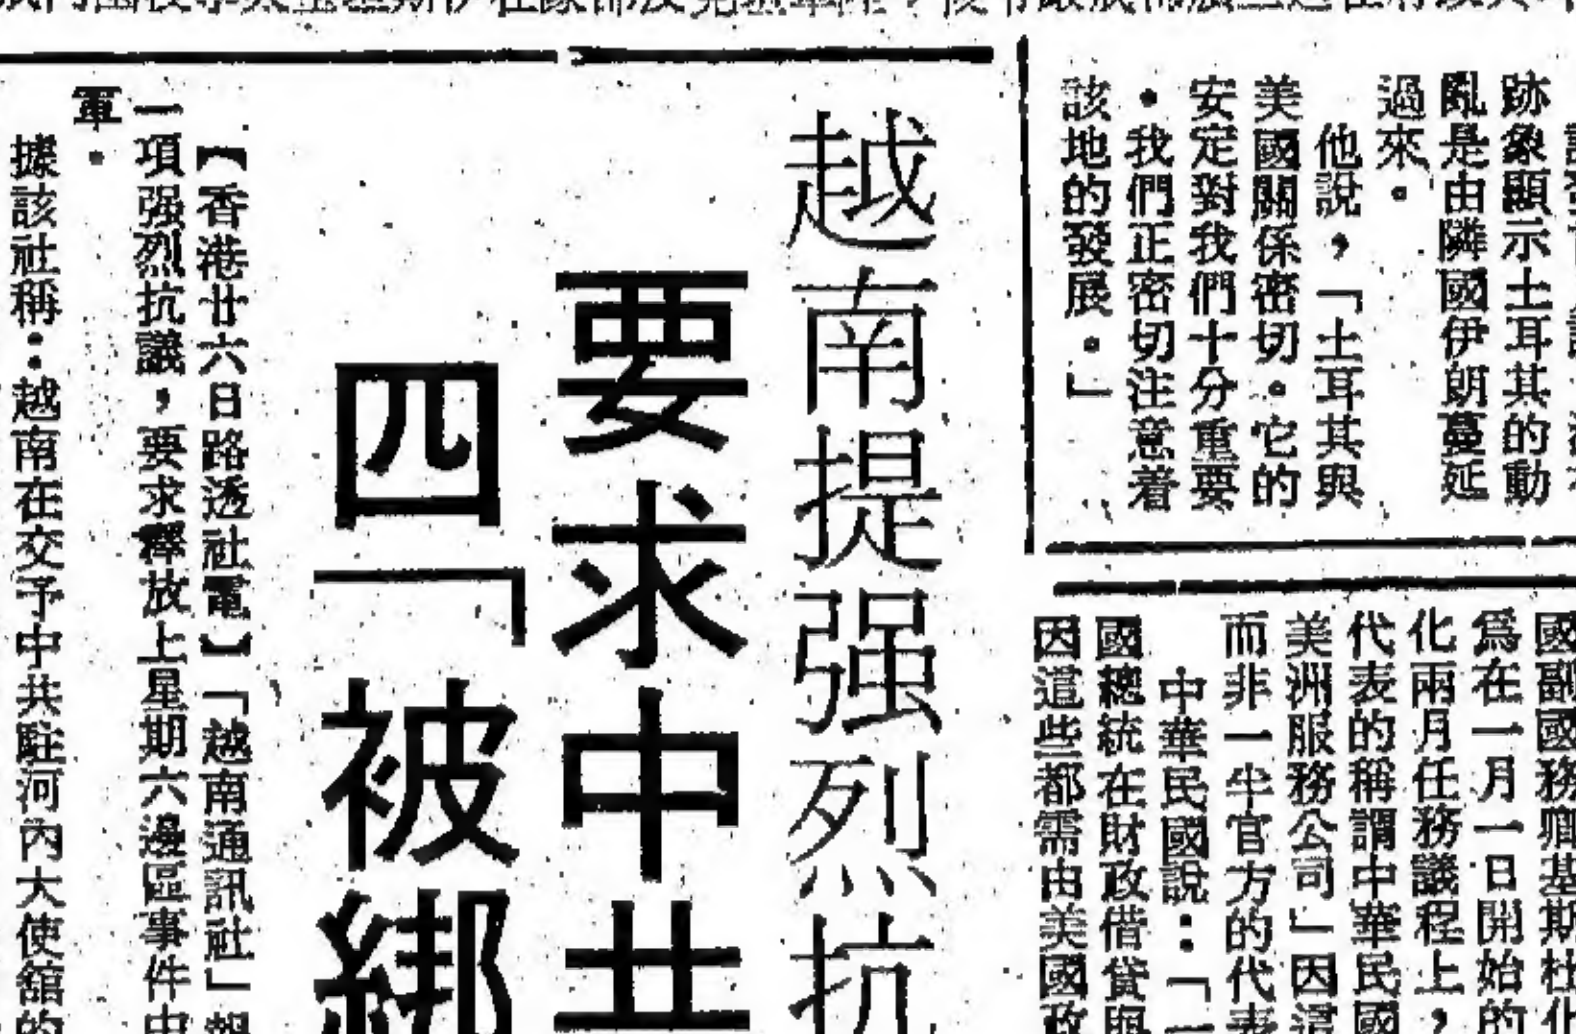 跡象顯示土耳其的動
亂是由隣國伊朗蔓延
過來。
他說，「土耳其與
美國關係密切。它的
安定對我們十分重要
。我們正密切注意着
該地的發展。」
國副國務卿基斯杜化
爲在一月一日開始的
化兩月任務議程上，
代表的稱謂中華民國
美洲服務公司」因這
而非一半官方的代表
中華民國說：「一
國總統在財政借貸與
因這些都需由美國政
越南提强烈抗
要求中共
四「被綁
【香港廿六日路透社電】「越南通訊社」報
一項强烈抗議，要求釋放上星期六邊區事件中
軍。
據該社稱：越南在交予中共駐河內大使舘的